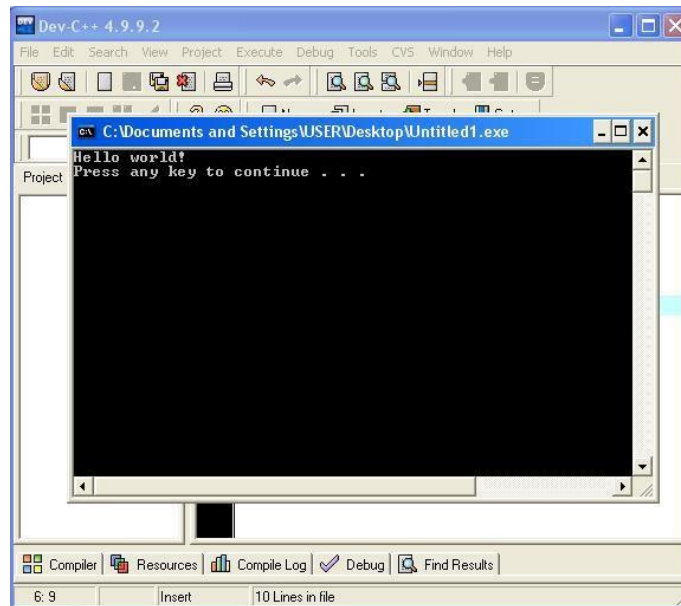 Dev-C++ 4.9.9.2
File Edit Search View Project Execute Debug Tools CVS Window Help
C:\Documents and Settings\USER\Desktop\Untitled1.exe
Hello world!
Press any key to continue . . .
Project
Compiler Resources Compile Log Debug Find Results
6: 9 Insert 10 Lines in file